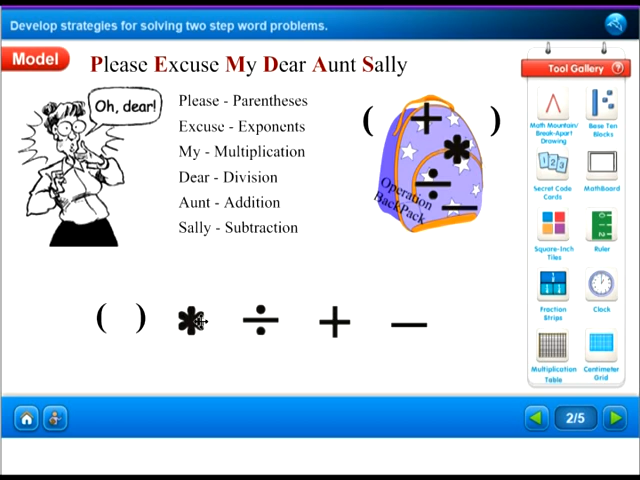 Develop strategies for solving two step word problems.
Model
Please Excuse My Dear Aunt Sally
Oh, dear!
Please - Parentheses
Excuse - Exponents
My - Multiplication
Dear - Division
Aunt - Addition
Sally - Subtraction
( + )
*
÷
−
Operation
BackPack
( ) * ÷ + −
Tool Gallery ?
Math Mountain/
Break-Apart
Drawing
Base Ten
Blocks
1 2 3
Secret Code
Cards
MathBoard
Square-Inch
Tiles
Ruler
Fraction
Strips
Clock
Multiplication
Table
Centimeter
Grid
2/5